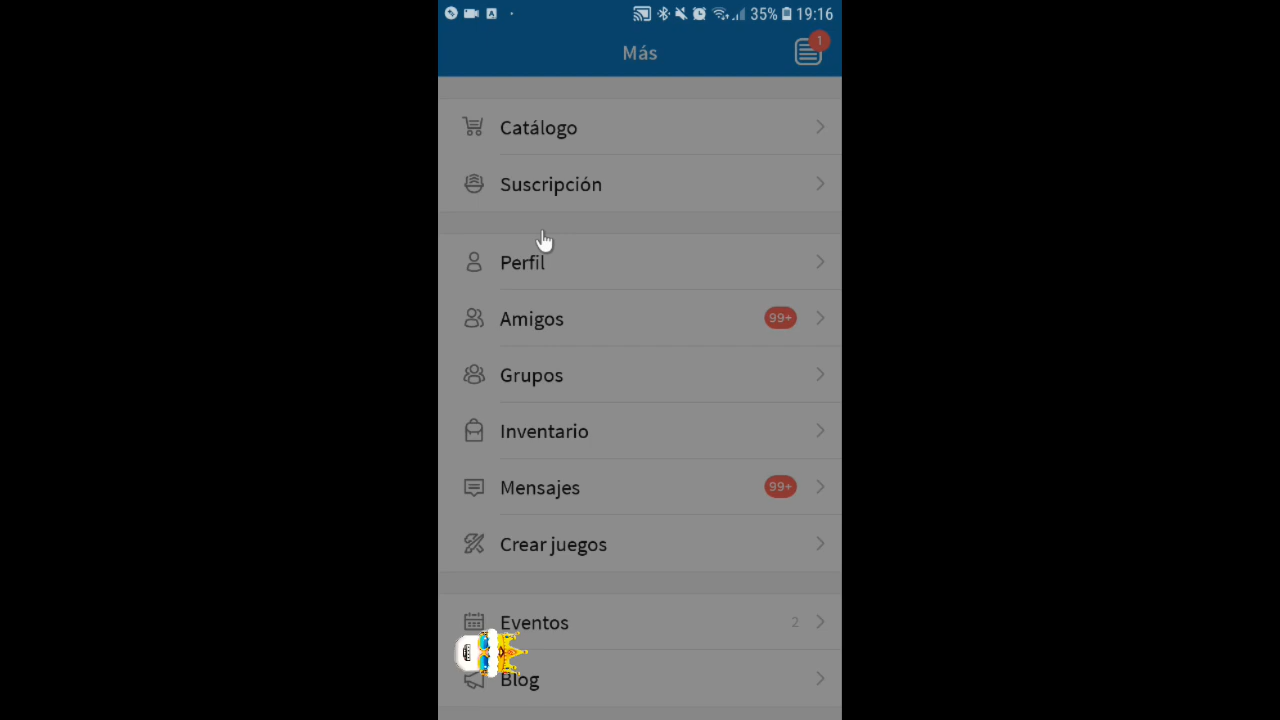 35% 19:16
Más
1
Catálogo
Suscripción
Perfil
Amigos 99+
Grupos
Inventario
Mensajes 99+
Crear juegos
Eventos 2
Blog